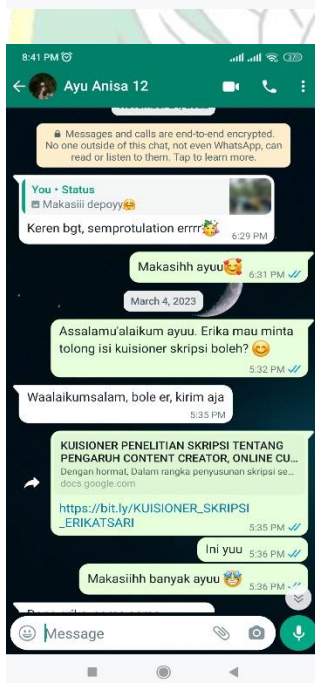 8:41 PM
Ayu Anisa 12
Messages and calls are end-to-end encrypted.
No one outside of this chat, not even WhatsApp, can
read or listen to them. Tap to learn more.
You • Status
Makasiii depoyy🤗
Keren bgt, semprotulation errrr🥳
6:29 PM
Makasihh ayuu🥰
6:31 PM
March 4, 2023
Assalamu'alaikum ayuu. Erika mau minta
tolong isi kuisioner skripsi boleh? 😊
5:32 PM
Waalaikumsalam, bole er, kirim aja
5:35 PM
KUISIONER PENELITIAN SKRIPSI TENTANG
PENGARUH CONTENT CREATOR, ONLINE CU...
Dengan hormat, Dalam rangka penyusunan skripsi se...
docs.google.com
https://bit.ly/KUISIONER_SKRIPSI
_ERIKATSARI
5:35 PM
Ini yuu
5:36 PM
Makasiihh banyak ayuu 🤓
5:36 PM
Message